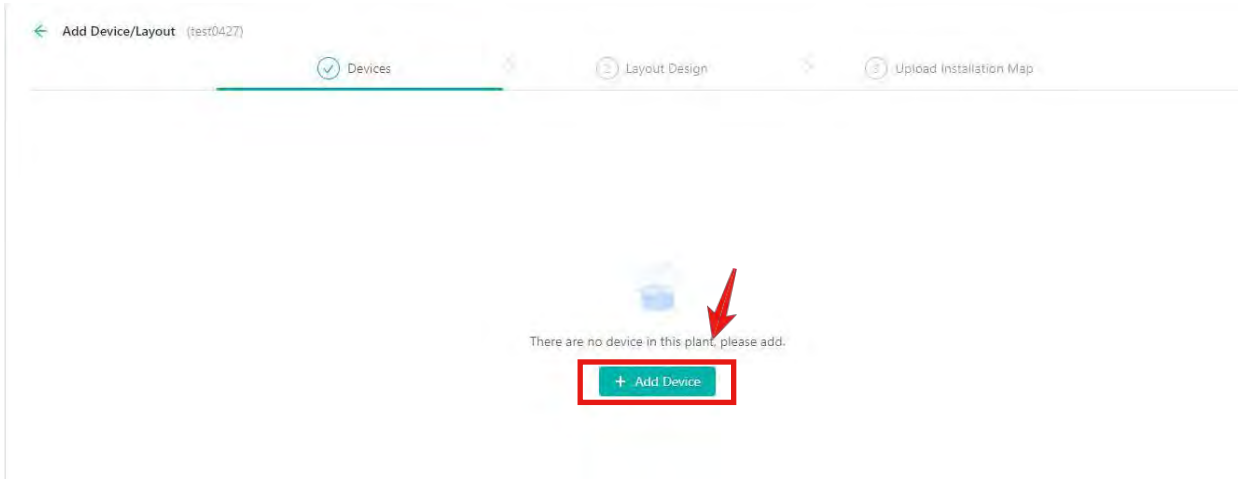 Add Device/Layout (test0427)
Devices
2 Layout Design
3 Upload Installation Map
There are no device in this plant, please add.
+ Add Device